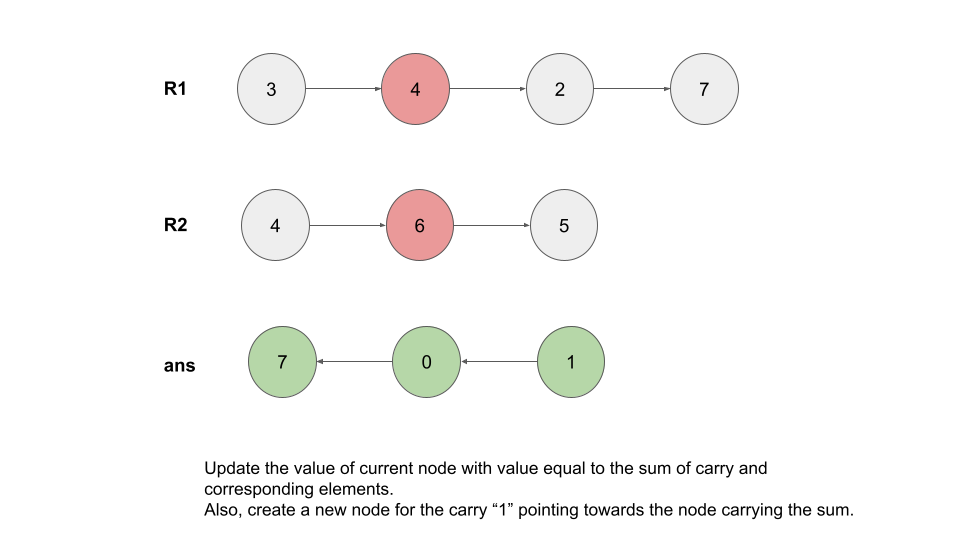 R1 3 4 2 7
R2 4 6 5
ans 7 0 1
Update the value of current node with value equal to the sum of carry and
corresponding elements.
Also, create a new node for the carry “1” pointing towards the node carrying the sum.